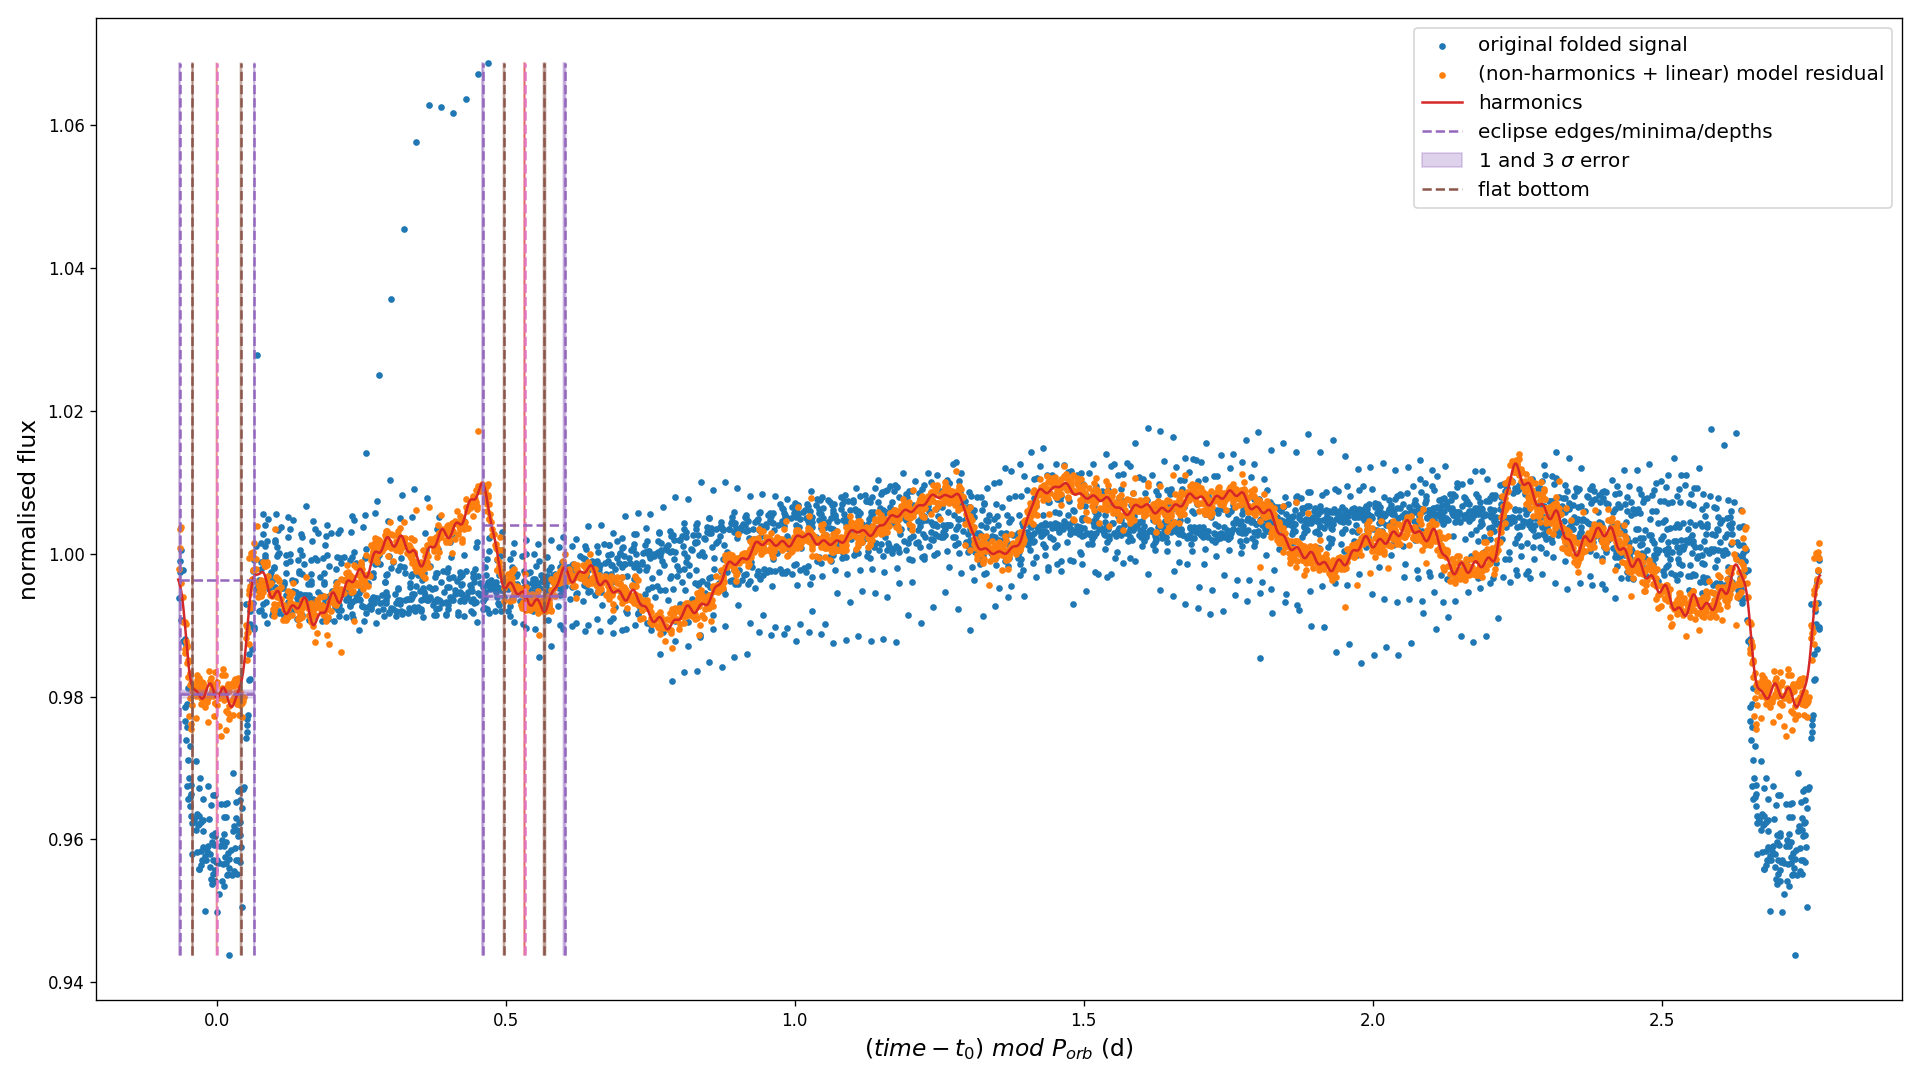 original folded signal
(non-harmonics + linear) model residual
harmonics
eclipse edges/minima/depths
1 and 3 σ error
flat bottom
normalised flux
1.06
1.04
1.02
1.00
0.98
0.96
0.94
0.0 0.5 1.0 1.5 2.0 2.5
(time − t₀) mod P_orb (d)